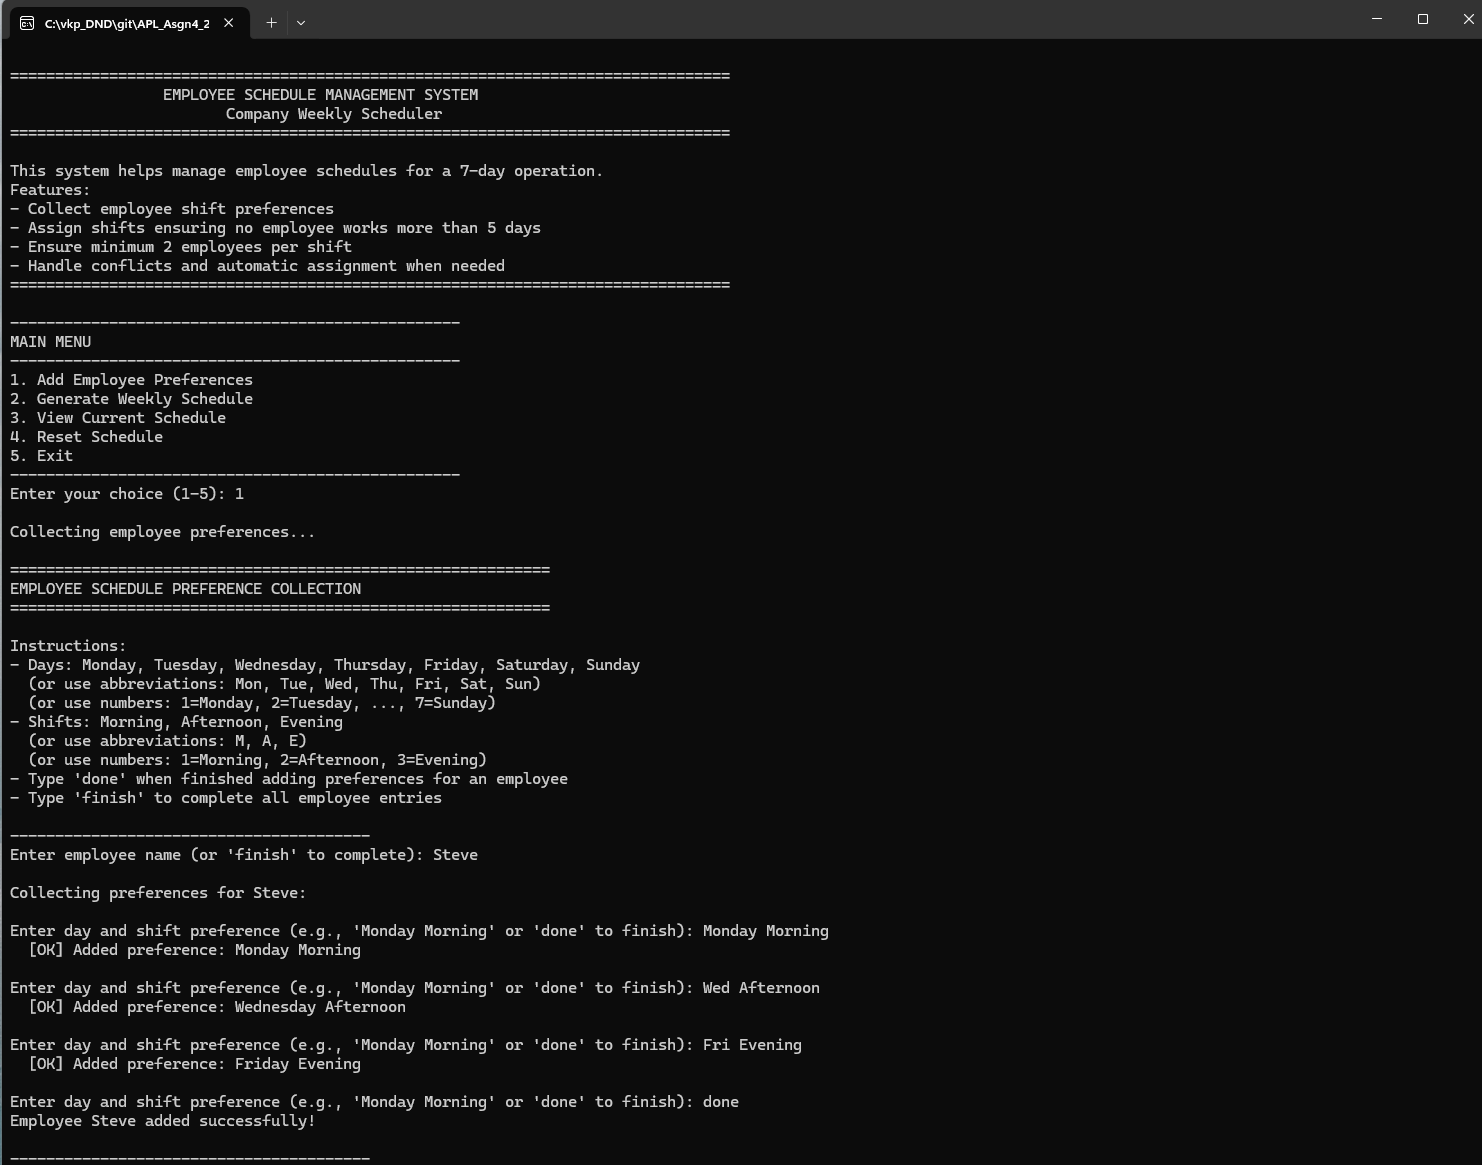 C:\vkp_DND\git\APL_Asgn4_2
================================================================================
                 EMPLOYEE SCHEDULE MANAGEMENT SYSTEM
                        Company Weekly Scheduler
================================================================================
This system helps manage employee schedules for a 7-day operation.
Features:
- Collect employee shift preferences
- Assign shifts ensuring no employee works more than 5 days
- Ensure minimum 2 employees per shift
- Handle conflicts and automatic assignment when needed
================================================================================
--------------------------------------------------
MAIN MENU
--------------------------------------------------
1. Add Employee Preferences
2. Generate Weekly Schedule
3. View Current Schedule
4. Reset Schedule
5. Exit
--------------------------------------------------
Enter your choice (1-5): 1
Collecting employee preferences...
============================================================
EMPLOYEE SCHEDULE PREFERENCE COLLECTION
============================================================
Instructions:
- Days: Monday, Tuesday, Wednesday, Thursday, Friday, Saturday, Sunday
  (or use abbreviations: Mon, Tue, Wed, Thu, Fri, Sat, Sun)
  (or use numbers: 1=Monday, 2=Tuesday, ..., 7=Sunday)
- Shifts: Morning, Afternoon, Evening
  (or use abbreviations: M, A, E)
  (or use numbers: 1=Morning, 2=Afternoon, 3=Evening)
- Type 'done' when finished adding preferences for an employee
- Type 'finish' to complete all employee entries
----------------------------------------
Enter employee name (or 'finish' to complete): Steve
Collecting preferences for Steve:
Enter day and shift preference (e.g., 'Monday Morning' or 'done' to finish): Monday Morning
  [OK] Added preference: Monday Morning
Enter day and shift preference (e.g., 'Monday Morning' or 'done' to finish): Wed Afternoon
  [OK] Added preference: Wednesday Afternoon
Enter day and shift preference (e.g., 'Monday Morning' or 'done' to finish): Fri Evening
  [OK] Added preference: Friday Evening
Enter day and shift preference (e.g., 'Monday Morning' or 'done' to finish): done
Employee Steve added successfully!
----------------------------------------